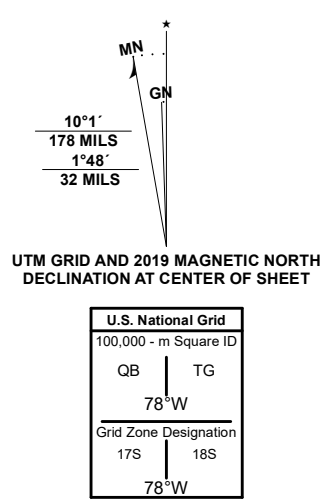 ★
MN
GN
10°1´
178 MILS
1°48´
32 MILS
UTM GRID AND 2019 MAGNETIC NORTH
DECLINATION AT CENTER OF SHEET
U.S. National Grid
100,000 - m Square ID
QB TG
78°W
Grid Zone Designation
17S 18S
78°W